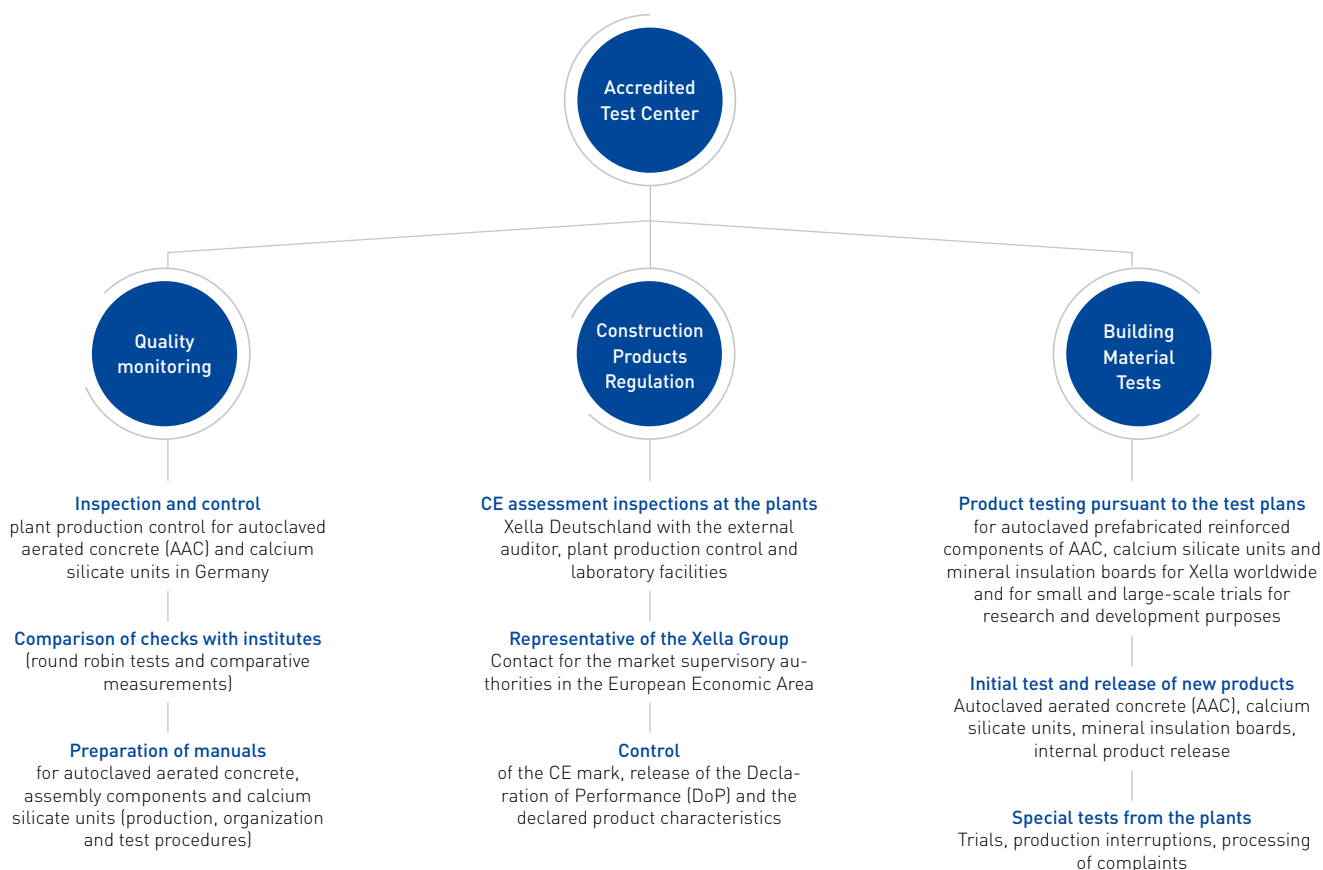 Accredited
Test Center
Quality
monitoring
Inspection and control
plant production control for autoclaved
aerated concrete (AAC) and calcium
silicate units in Germany
Comparison of checks with institutes
(round robin tests and comparative
measurements)
Preparation of manuals
for autoclaved aerated concrete,
assembly components and calcium
silicate units (production, organization
and test procedures)
Construction
Products
Regulation
CE assessment inspections at the plants
Xella Deutschland with the external
auditor, plant production control and
laboratory facilities
Representative of the Xella Group
Contact for the market supervisory au-
thorities in the European Economic Area
Control
of the CE mark, release of the Decla-
ration of Performance (DoP) and the
declared product characteristics
Building
Material
Tests
Product testing pursuant to the test plans
for autoclaved prefabricated reinforced
components of AAC, calcium silicate units and
mineral insulation boards for Xella worldwide
and for small and large-scale trials for
research and development purposes
Initial test and release of new products
Autoclaved aerated concrete (AAC), calcium
silicate units, mineral insulation boards,
internal product release
Special tests from the plants
Trials, production interruptions, processing
of complaints